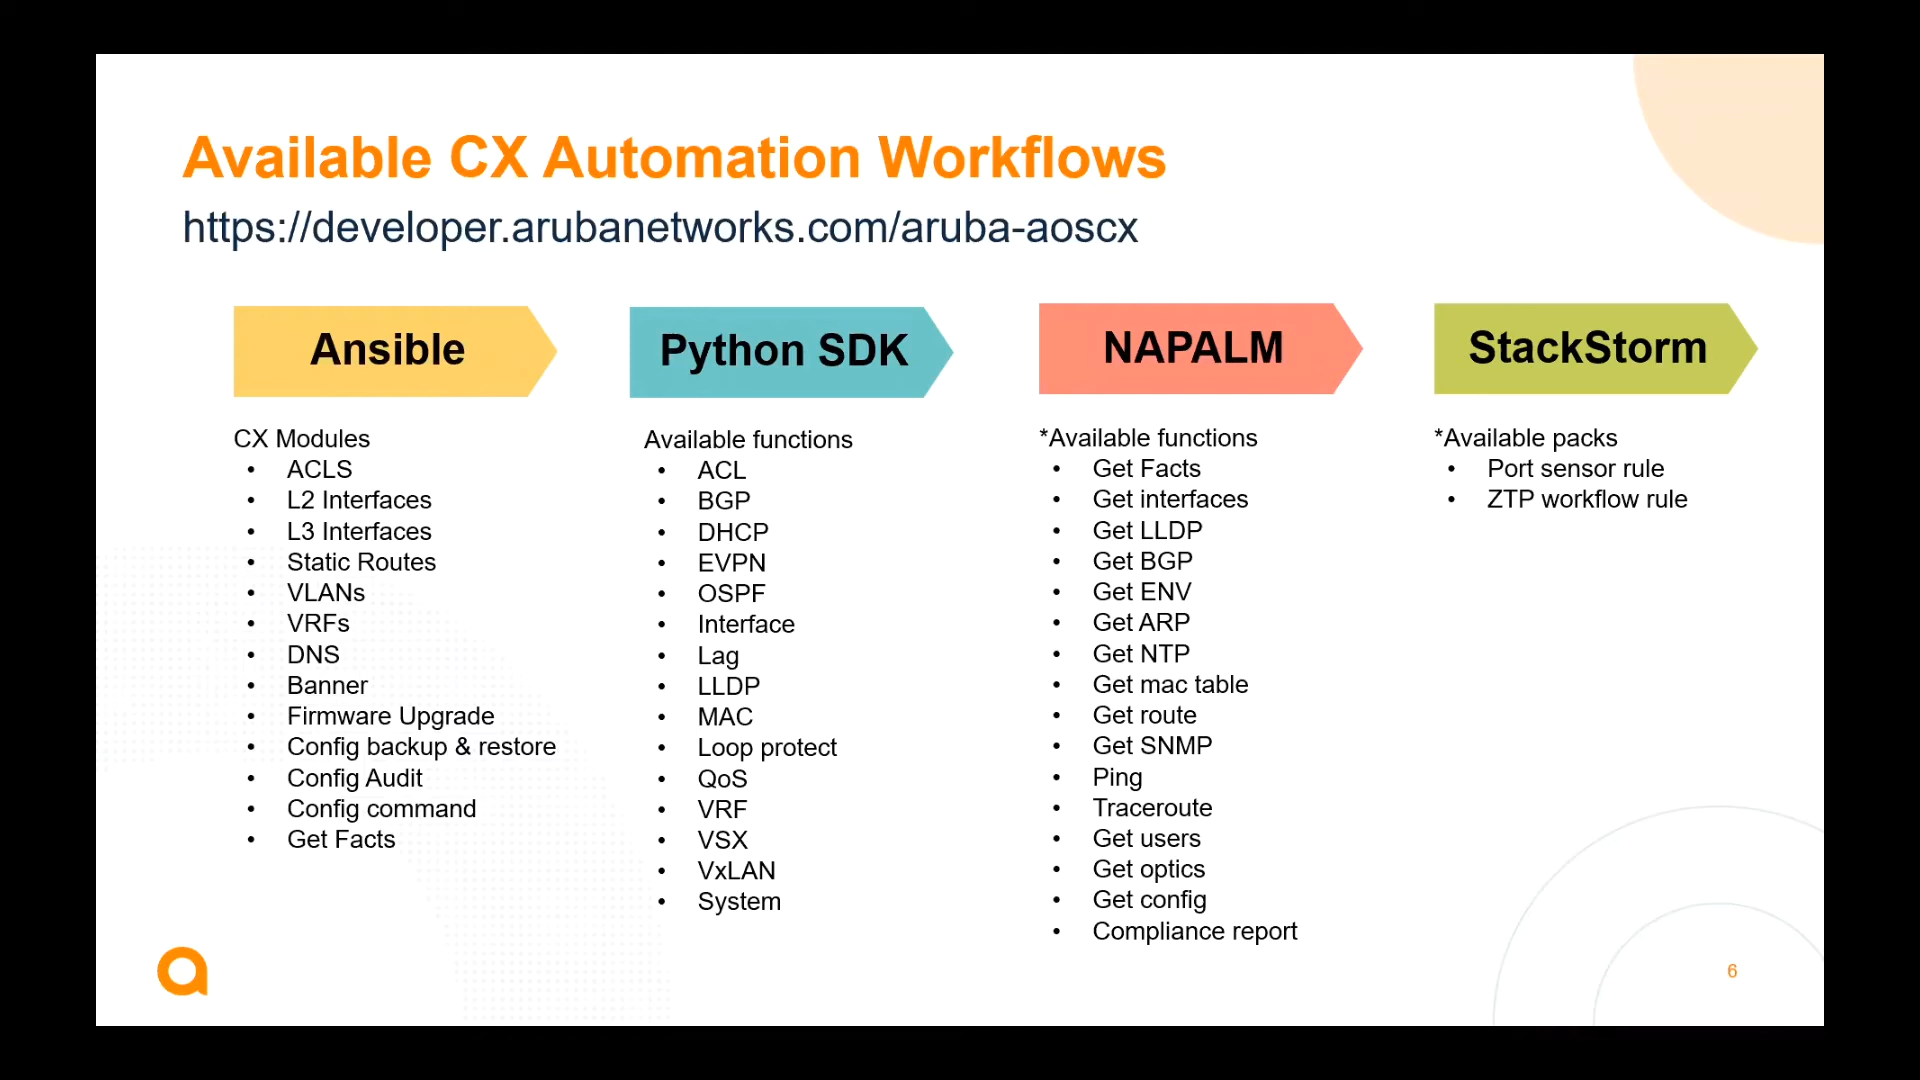 Available CX Automation Workflows
https://developer.arubanetworks.com/aruba-aoscx
Ansible
CX Modules
• ACLS
• L2 Interfaces
• L3 Interfaces
• Static Routes
• VLANs
• VRFs
• DNS
• Banner
• Firmware Upgrade
• Config backup & restore
• Config Audit
• Config command
• Get Facts
Python SDK
Available functions
• ACL
• BGP
• DHCP
• EVPN
• OSPF
• Interface
• Lag
• LLDP
• MAC
• Loop protect
• QoS
• VRF
• VSX
• VxLAN
• System
NAPALM
*Available functions
• Get Facts
• Get interfaces
• Get LLDP
• Get BGP
• Get ENV
• Get ARP
• Get NTP
• Get mac table
• Get route
• Get SNMP
• Ping
• Traceroute
• Get users
• Get optics
• Get config
• Compliance report
StackStorm
*Available packs
• Port sensor rule
• ZTP workflow rule
6